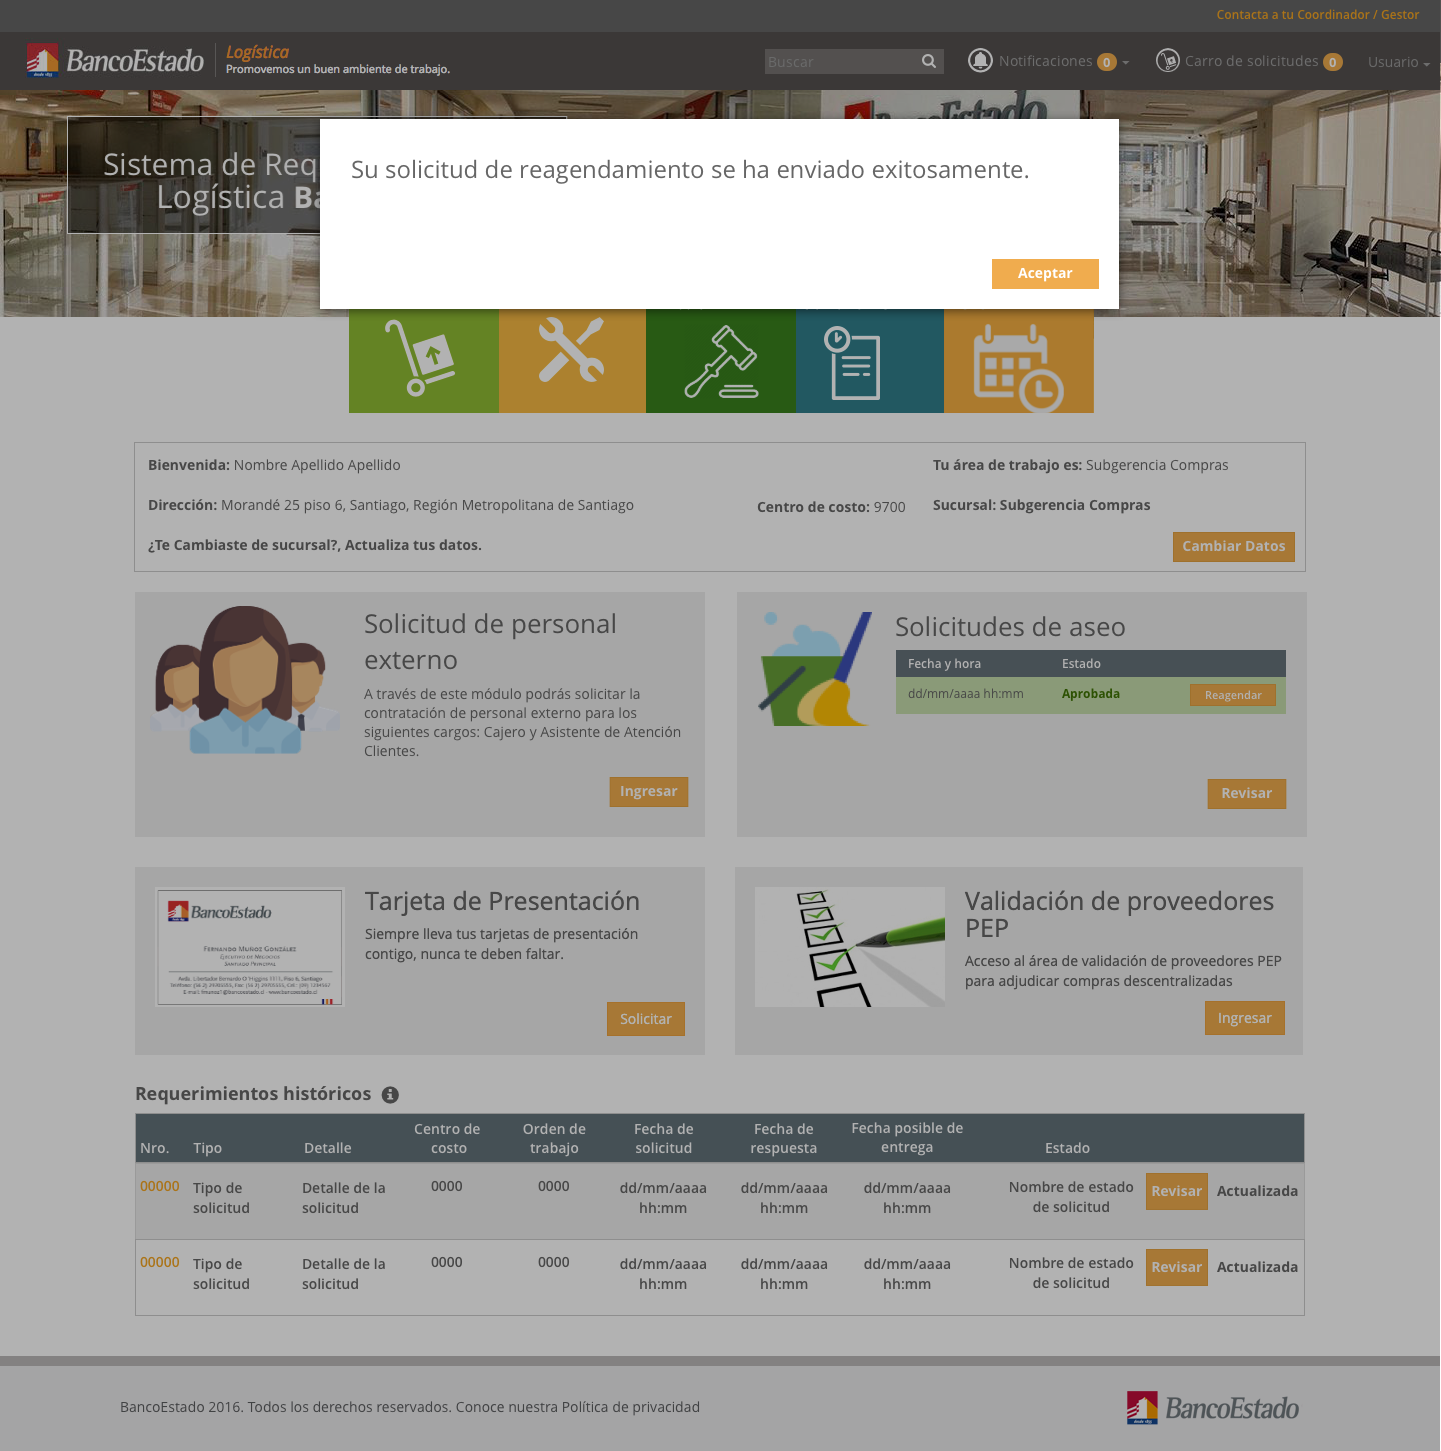 Contacta a tu Coordinador / Gestor
BancoEstado
desde 1855
Logística
Promovemos un buen ambiente de trabajo.
Buscar
Notificaciones 0
Carro de solicitudes 0
Usuario
BancoEstado
Sistema de Req
Logística Ba
Su solicitud de reagendamiento se ha enviado exitosamente.
Aceptar
Bienvenida: Nombre Apellido Apellido
Tu área de trabajo es: Subgerencia Compras
Dirección: Morandé 25 piso 6, Santiago, Región Metropolitana de Santiago
Centro de costo: 9700
Sucursal: Subgerencia Compras
¿Te Cambiaste de sucursal?, Actualiza tus datos.
Cambiar Datos
Solicitud de personal
externo
A través de este módulo podrás solicitar la
contratación de personal externo para los
siguientes cargos: Cajero y Asistente de Atención
Clientes.
Ingresar
Solicitudes de aseo
Fecha y hora Estado
dd/mm/aaaa hh:mm Aprobada Reagendar
Revisar
BancoEstado
Fernando Muñoz González
Ejecutivo de Negocios
Santiago Principal
Tarjeta de Presentación
Siempre lleva tus tarjetas de presentación
contigo, nunca te deben faltar.
Solicitar
Validación de proveedores
PEP
Acceso al área de validación de proveedores PEP
para adjudicar compras descentralizadas
Ingresar
Requerimientos históricos
Nro. Tipo Detalle Centro de costo Orden de trabajo Fecha de solicitud Fecha de respuesta Fecha posible de entrega Estado
00000 Tipo de solicitud Detalle de la solicitud 0000 0000 dd/mm/aaaa hh:mm dd/mm/aaaa hh:mm dd/mm/aaaa hh:mm Nombre de estado de solicitud Revisar Actualizada
00000 Tipo de solicitud Detalle de la solicitud 0000 0000 dd/mm/aaaa hh:mm dd/mm/aaaa hh:mm dd/mm/aaaa hh:mm Nombre de estado de solicitud Revisar Actualizada
BancoEstado 2016. Todos los derechos reservados. Conoce nuestra Política de privacidad
BancoEstado